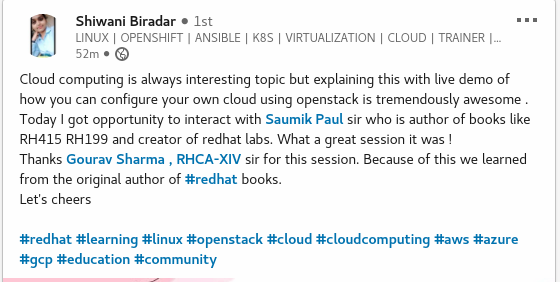 Shiwani Biradar • 1st
LINUX | OPENSHIFT | ANSIBLE | K8S | VIRTUALIZATION | CLOUD | TRAINER |...
52m •
Cloud computing is always interesting topic but explaining this with live demo of
how you can configure your own cloud using openstack is tremendously awesome .
Today I got opportunity to interact with Saumik Paul sir who is author of books like
RH415 RH199 and creator of redhat labs. What a great session it was !
Thanks Gourav Sharma , RHCA-XIV sir for this session. Because of this we learned
from the original author of #redhat books.
Let's cheers
#redhat #learning #linux #openstack #cloud #cloudcomputing #aws #azure
#gcp #education #community